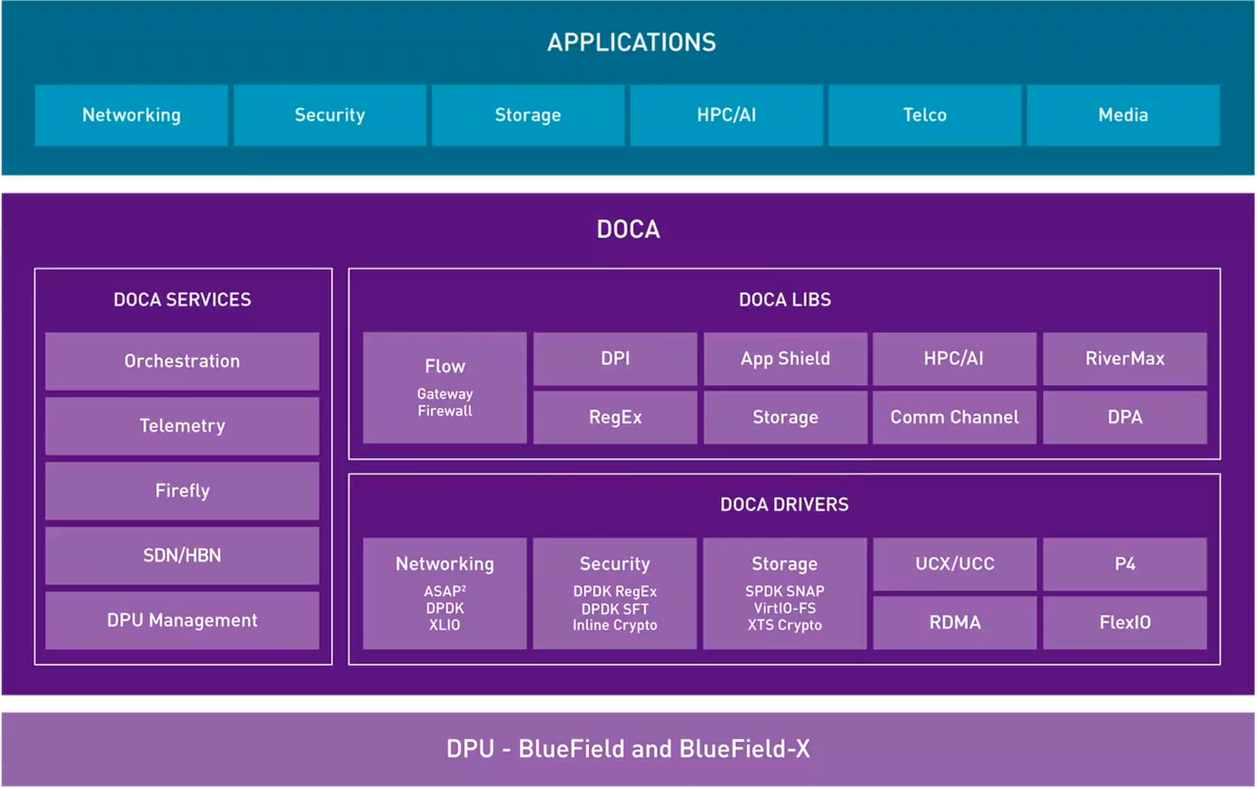 APPLICATIONS
Networking
Security
Storage
HPC/AI
Telco
Media
DOCA
DOCA SERVICES
Orchestration
Telemetry
Firefly
SDN/HBN
DPU Management
DOCA LIBS
Flow
Gateway
Firewall
DPI
App Shield
HPC/AI
RiverMax
RegEx
Storage
Comm Channel
DPA
DOCA DRIVERS
Networking
ASAP²
DPDK
XLIO
Security
DPDK RegEx
DPDK SFT
Inline Crypto
Storage
SPDK SNAP
VirtIO-FS
XTS Crypto
UCX/UCC
P4
RDMA
FlexIO
DPU - BlueField and BlueField-X